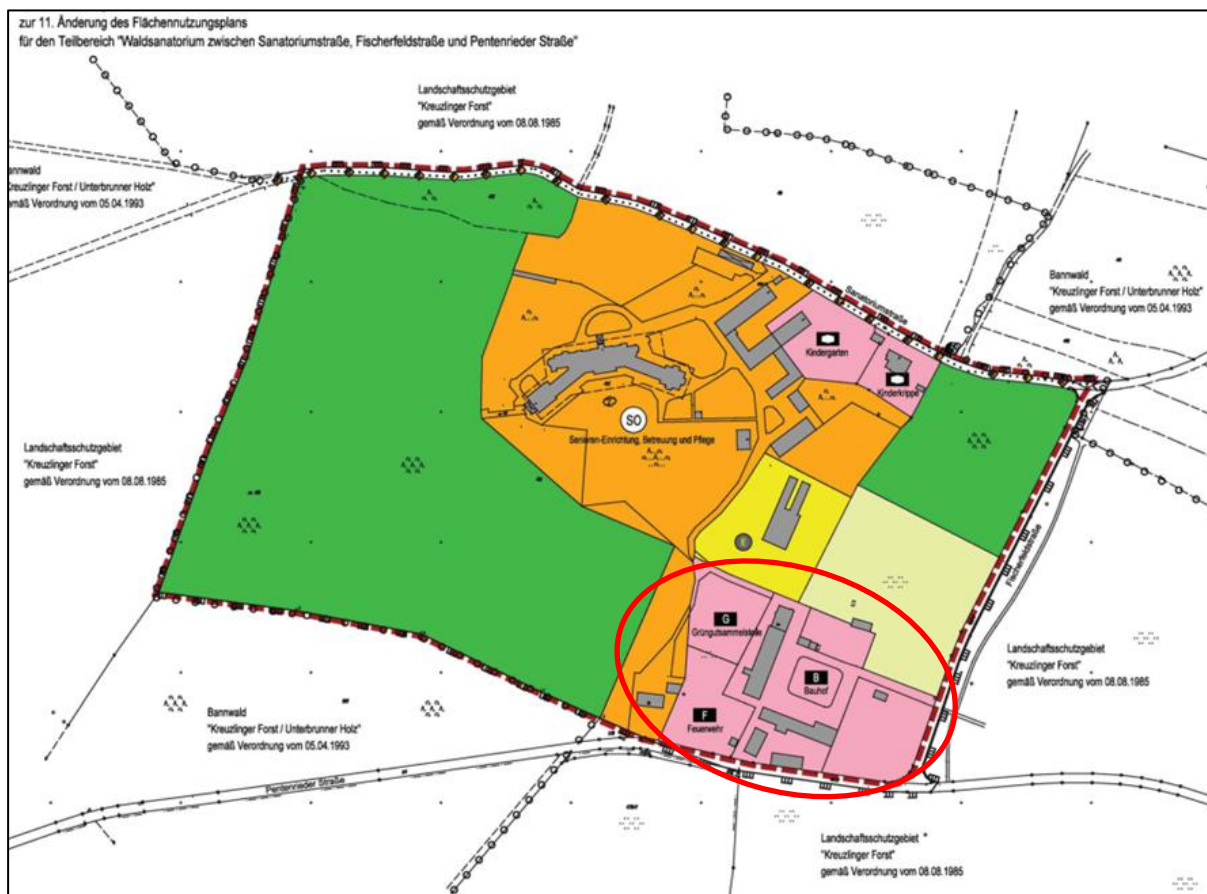 zur 11. Änderung des Flächennutzungsplans
für den Teilbereich "Waldsanatorium zwischen Sanatoriumstraße, Fischerfeldstraße und Pentenrieder Straße"
Landschaftsschutzgebiet
"Kreuzlinger Forst"
gemäß Verordnung vom 08.08.1985
Bannwald
"Kreuzlinger Forst / Unterbrunner Holz"
gemäß Verordnung vom 05.04.1993
Bannwald
"Kreuzlinger Forst / Unterbrunner Holz"
gemäß Verordnung vom 05.04.1993
Sanatoriumstraße
Kindergarten
Kinderkrippe
SO
Senioren-Einrichtung, Betreuung und Pflege
Landschaftsschutzgebiet
"Kreuzlinger Forst"
gemäß Verordnung vom 08.08.1985
E
Fischerfeldstraße
G
Grüngutsammelstelle
B
Bauhof
F
Feuerwehr
Landschaftsschutzgebiet
"Kreuzlinger Forst"
gemäß Verordnung vom 08.08.1985
Bannwald
"Kreuzlinger Forst / Unterbrunner Holz"
gemäß Verordnung vom 05.04.1993
Pentenrieder Straße
Landschaftsschutzgebiet
"Kreuzlinger Forst"
gemäß Verordnung vom 08.08.1985